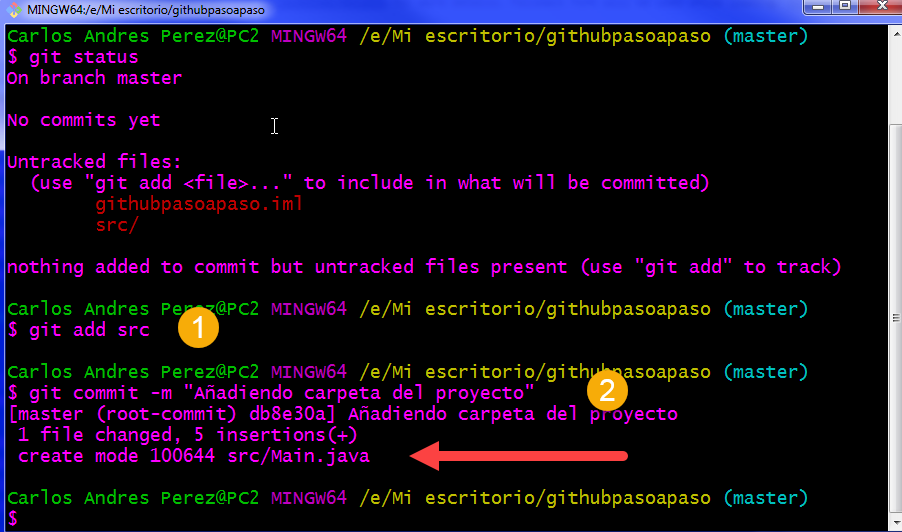 MINGW64:/e/Mi escritorio/githubpasoapaso
Carlos Andres Perez@PC2 MINGW64 /e/Mi escritorio/githubpasoapaso (master)
$ git status
On branch master
No commits yet
Untracked files:
(use "git add <file>..." to include in what will be committed)
githubpasoapaso.iml
src/
nothing added to commit but untracked files present (use "git add" to track)
Carlos Andres Perez@PC2 MINGW64 /e/Mi escritorio/githubpasoapaso (master)
$ git add src 1
Carlos Andres Perez@PC2 MINGW64 /e/Mi escritorio/githubpasoapaso (master)
$ git commit -m "Añadiendo carpeta del proyecto" 2
[master (root-commit) db8e30a] Añadiendo carpeta del proyecto
1 file changed, 5 insertions(+)
create mode 100644 src/Main.java
Carlos Andres Perez@PC2 MINGW64 /e/Mi escritorio/githubpasoapaso (master)
$